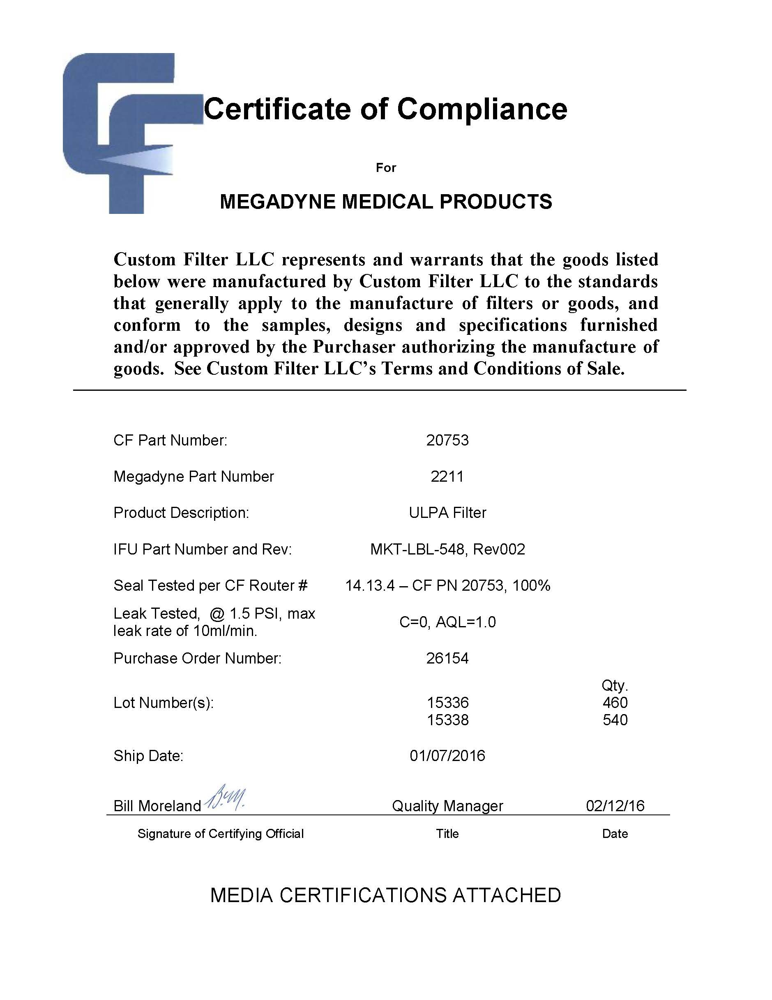 Certificate of Compliance
For
MEGADYNE MEDICAL PRODUCTS
Custom Filter LLC represents and warrants that the goods listed
below were manufactured by Custom Filter LLC to the standards
that generally apply to the manufacture of filters or goods, and
conform to the samples, designs and specifications furnished
and/or approved by the Purchaser authorizing the manufacture of
goods. See Custom Filter LLC's Terms and Conditions of Sale.
CF Part Number: 20753
Megadyne Part Number 2211
Product Description: ULPA Filter
IFU Part Number and Rev: MKT-LBL-548, Rev002
Seal Tested per CF Router # 14.13.4 – CF PN 20753, 100%
Leak Tested, @ 1.5 PSI, max
leak rate of 10ml/min.
C=0, AQL=1.0
Purchase Order Number: 26154
Qty.
Lot Number(s): 15336 460
15338 540
Ship Date: 01/07/2016
Bill Moreland B.M. Quality Manager 02/12/16
Signature of Certifying Official Title Date
MEDIA CERTIFICATIONS ATTACHED